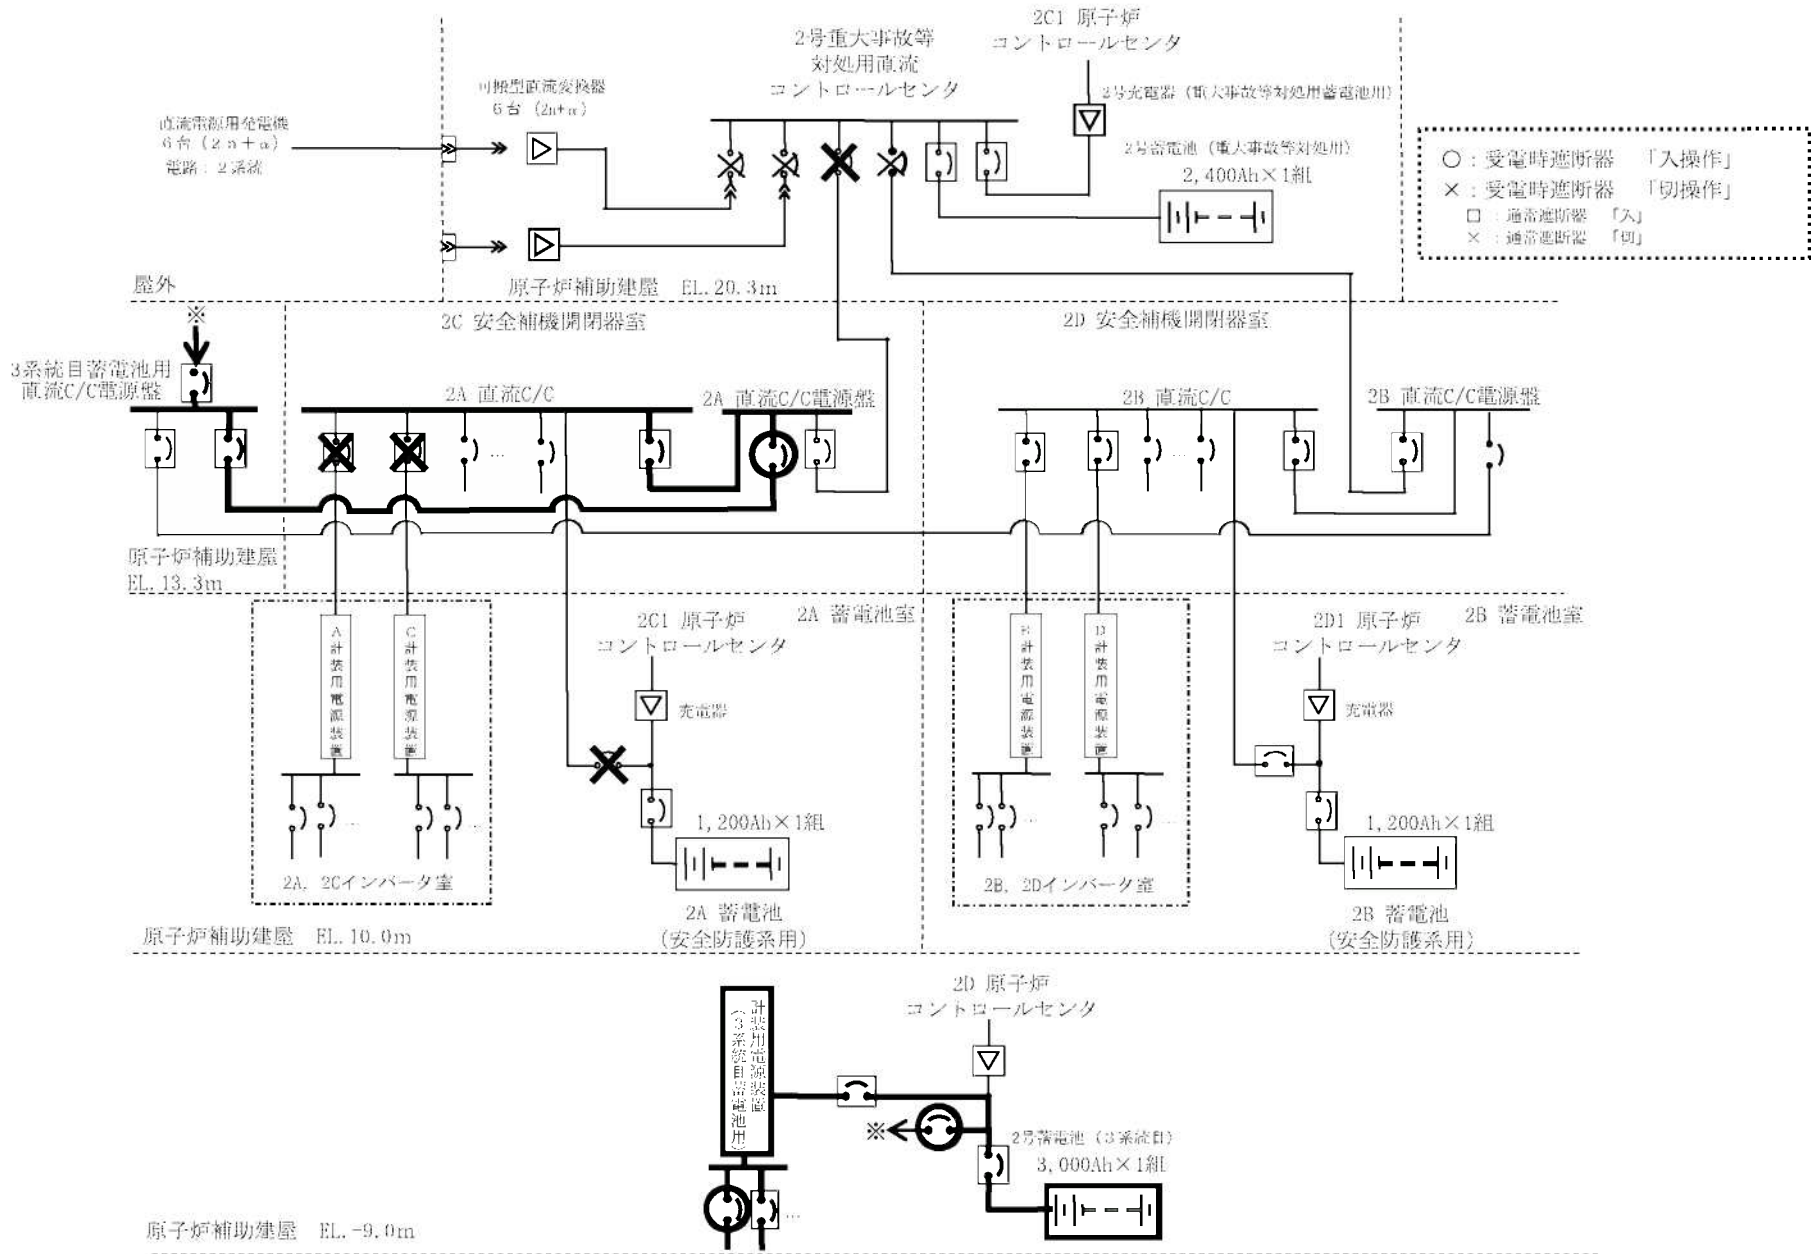 2C1 原子炉
コントロールセンタ
2号重大事故等
対処用直流
コントロールセンタ
可搬型直流変換器
6台 (2n+α)
2号充電器 (重大事故等対処用蓄電池用)
直流電源用発電機
6台 (2n+α)
電路：2系統
2号蓄電池 (重大事故等対処用)
2,400Ah×1組
○：受電時遮断器 「入操作」
×：受電時遮断器 「切操作」
□：通常遮断器 「入」
×：通常遮断器 「切」
屋外
原子炉補助建屋 EL.20.3m
※
2C 安全補機開閉器室
2D 安全補機開閉器室
3系統目蓄電池用
直流C/C電源盤
2A 直流C/C
2A 直流C/C電源盤
2B 直流C/C
2B 直流C/C電源盤
...
...
原子炉補助建屋
EL.13.3m
2A 蓄電池室
2B 蓄電池室
2C1 原子炉
コントロールセンタ
2D1 原子炉
コントロールセンタ
A計装用電源装置
C計装用電源装置
B計装用電源装置
D計装用電源装置
充電器
充電器
...
...
...
...
1,200Ah×1組
1,200Ah×1組
2A, 2Cインバータ室
2B, 2Dインバータ室
2A 蓄電池
(安全防護系用)
2B 蓄電池
(安全防護系用)
原子炉補助建屋 EL.10.0m
2D 原子炉
コントロールセンタ
計装用電源装置
(3系統目蓄電池用)
※
2号蓄電池 (3系統目)
3,000Ah×1組
...
原子炉補助建屋 EL.-9.0m